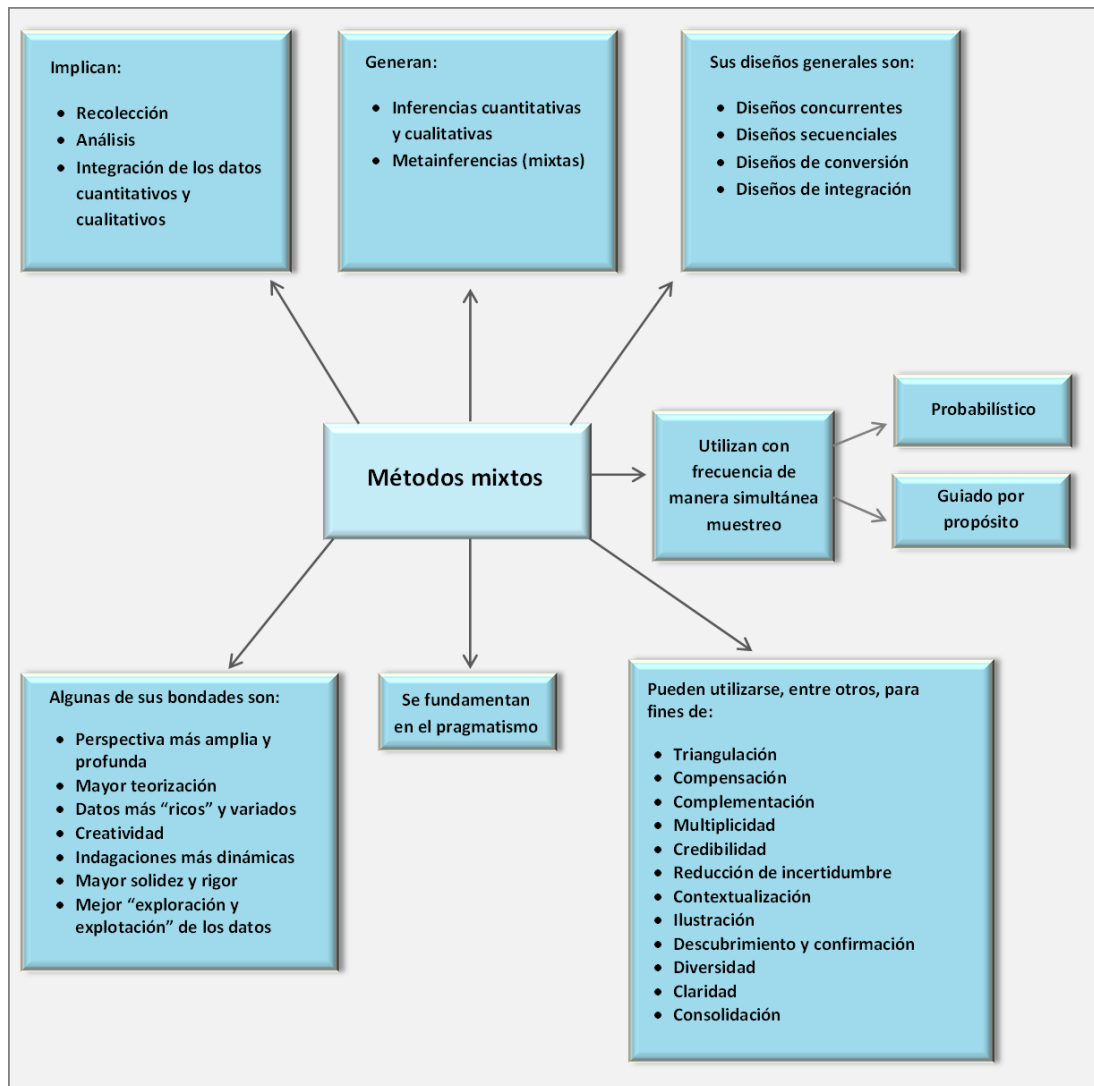 Implican:
• Recolección
• Análisis
• Integración de los datos
cuantitativos y
cualitativos
Generan:
• Inferencias cuantitativas
y cualitativas
• Metainferencias (mixtas)
Sus diseños generales son:
• Diseños concurrentes
• Diseños secuenciales
• Diseños de conversión
• Diseños de integración
Métodos mixtos
Utilizan con
frecuencia de
manera simultánea
muestreo
Probabilístico
Guiado por
propósito
Algunas de sus bondades son:
• Perspectiva más amplia y
profunda
• Mayor teorización
• Datos más “ricos” y variados
• Creatividad
• Indagaciones más dinámicas
• Mayor solidez y rigor
• Mejor “exploración y
explotación” de los datos
Se fundamentan
en el pragmatismo
Pueden utilizarse, entre otros, para
fines de:
• Triangulación
• Compensación
• Complementación
• Multiplicidad
• Credibilidad
• Reducción de incertidumbre
• Contextualización
• Ilustración
• Descubrimiento y confirmación
• Diversidad
• Claridad
• Consolidación